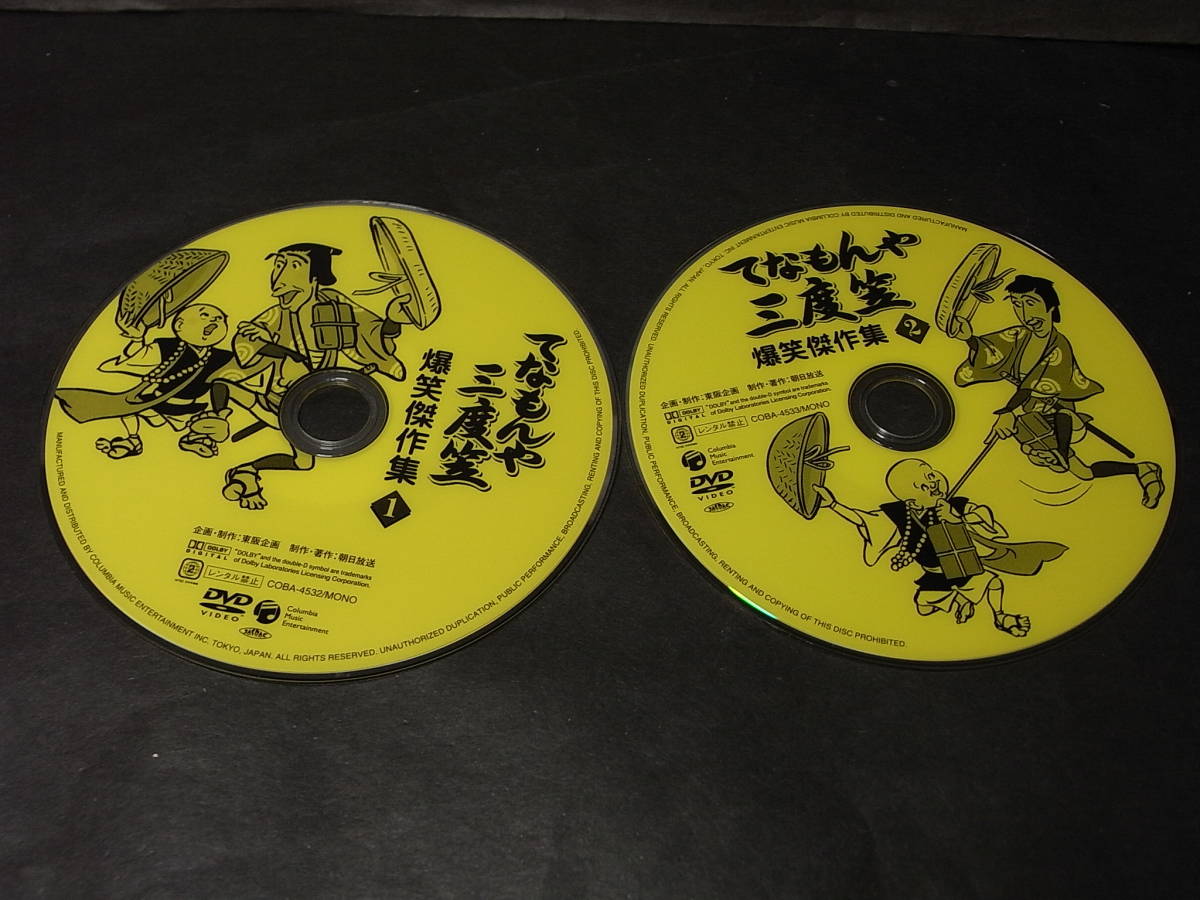 てなもんや
三度笠
爆笑傑作集
1
企画・制作:東阪企画 制作・著作:朝日放送
DOLBY
DIGITAL
"DOLBY" and the double-D symbol are trademarks
of Dolby Laboratories Licensing Corporation.
2
レンタル禁止
COBA-4532/MONO
DVD
VIDEO
Columbia
Music
Entertainment
MANUFACTURED AND DISTRIBUTED BY COLUMBIA MUSIC ENTERTAINMENT INC. TOKYO, JAPAN. ALL RIGHTS RESERVED. UNAUTHORIZED DUPLICATION, PUBLIC PERFORMANCE, BROADCASTING, RENTING AND COPYING OF THIS DISC PROHIBITED.
てなもんや
三度笠
爆笑傑作集
2
企画・制作:東阪企画 制作・著作:朝日放送
DOLBY
DIGITAL
"DOLBY" and the double-D symbol are trademarks
of Dolby Laboratories Licensing Corporation.
2
レンタル禁止
COBA-4533/MONO
DVD
VIDEO
Columbia
Music
Entertainment
MANUFACTURED AND DISTRIBUTED BY COLUMBIA MUSIC ENTERTAINMENT INC. TOKYO, JAPAN. ALL RIGHTS RESERVED. UNAUTHORIZED DUPLICATION, PUBLIC PERFORMANCE, BROADCASTING, RENTING AND COPYING OF THIS DISC PROHIBITED.